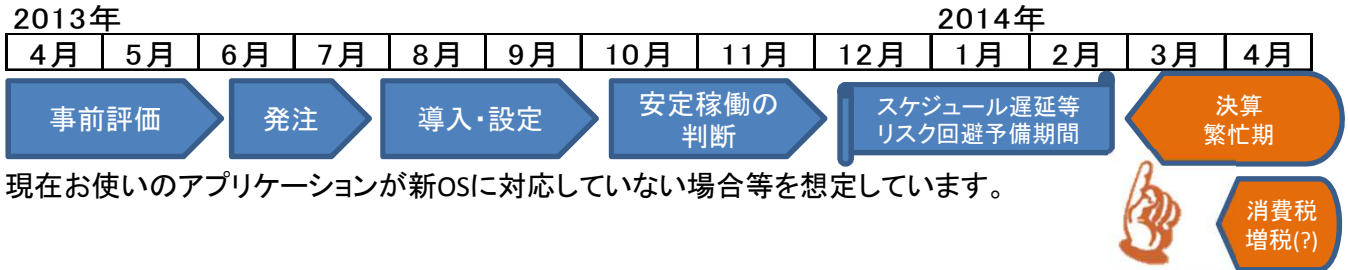 2013年 2014年
4月 5月 6月 7月 8月 9月 10月 11月 12月 1月 2月 3月 4月
事前評価
発注
導入・設定
安定稼働の
判断
スケジュール遅延等
リスク回避予備期間
決算
繁忙期
現在お使いのアプリケーションが新OSに対応していない場合等を想定しています。
消費税
増税(?)